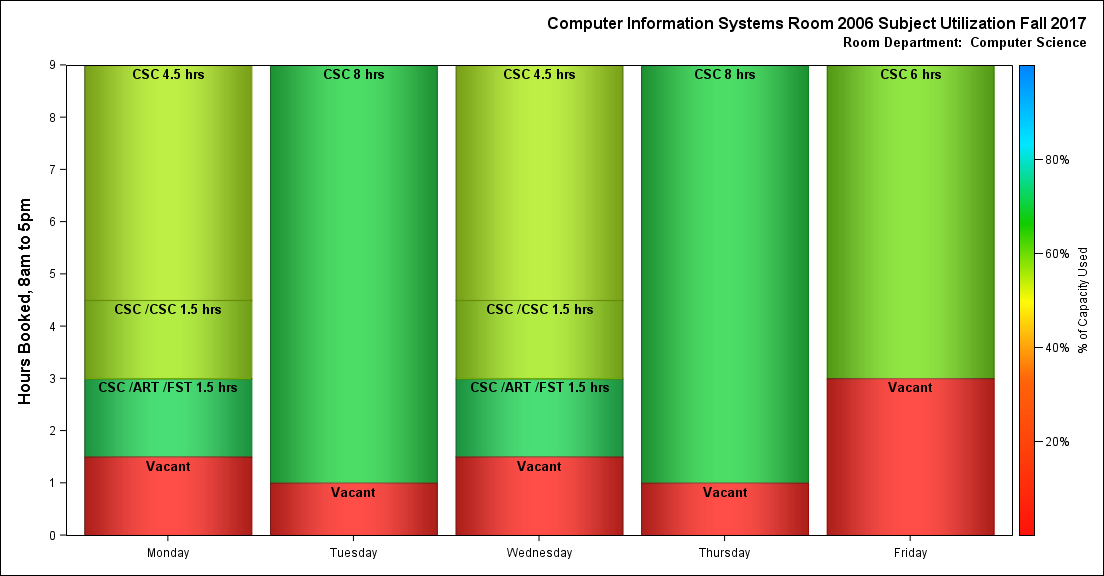 Computer Information Systems Room 2006 Subject Utilization Fall 2017
Room Department:  Computer Science
Hours Booked, 8am to 5pm
9
8
7
6
5
4
3
2
1
0
CSC 4.5 hrs
CSC /CSC 1.5 hrs
CSC /ART /FST 1.5 hrs
Vacant
CSC 8 hrs
Vacant
CSC 4.5 hrs
CSC /CSC 1.5 hrs
CSC /ART /FST 1.5 hrs
Vacant
CSC 8 hrs
Vacant
CSC 6 hrs
Vacant
Monday
Tuesday
Wednesday
Thursday
Friday
80%
60%
40%
20%
% of Capacity Used